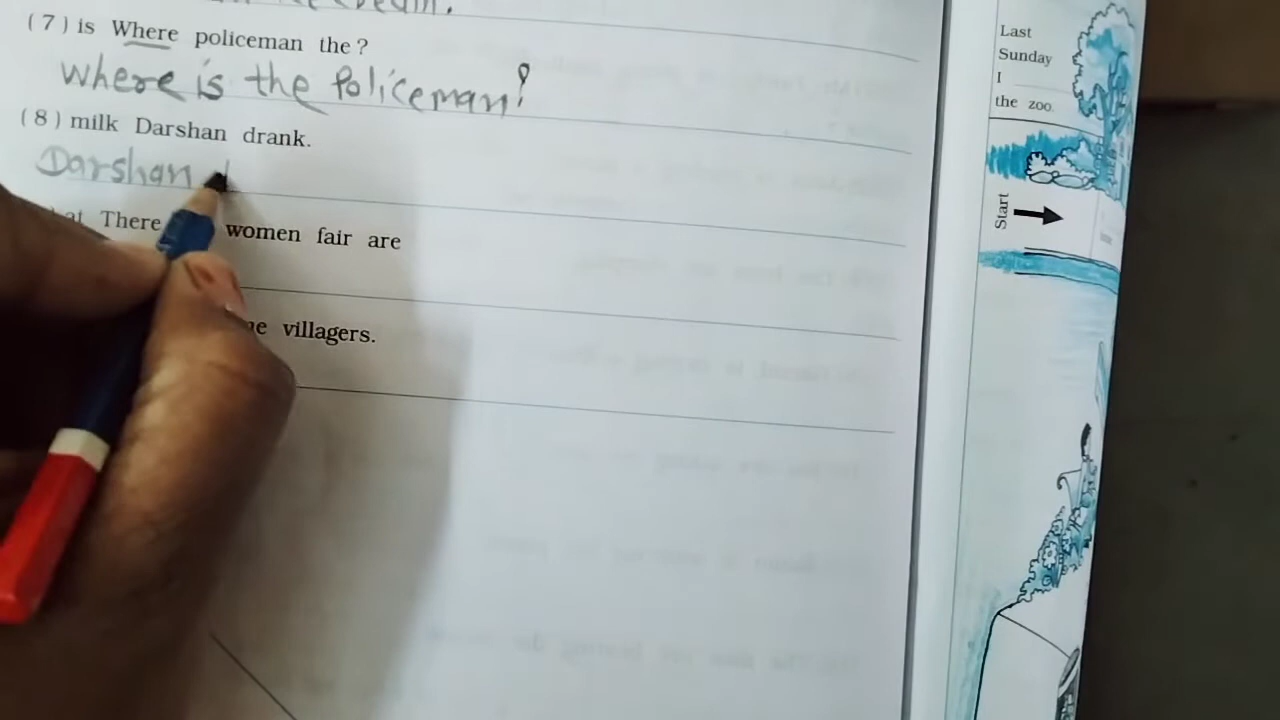 (7) is Where policeman the?
Where is the Policeman?
(8) milk Darshan drank.
Darshan
There women fair are
villagers.
Last
Sunday
I
the zoo.
Start